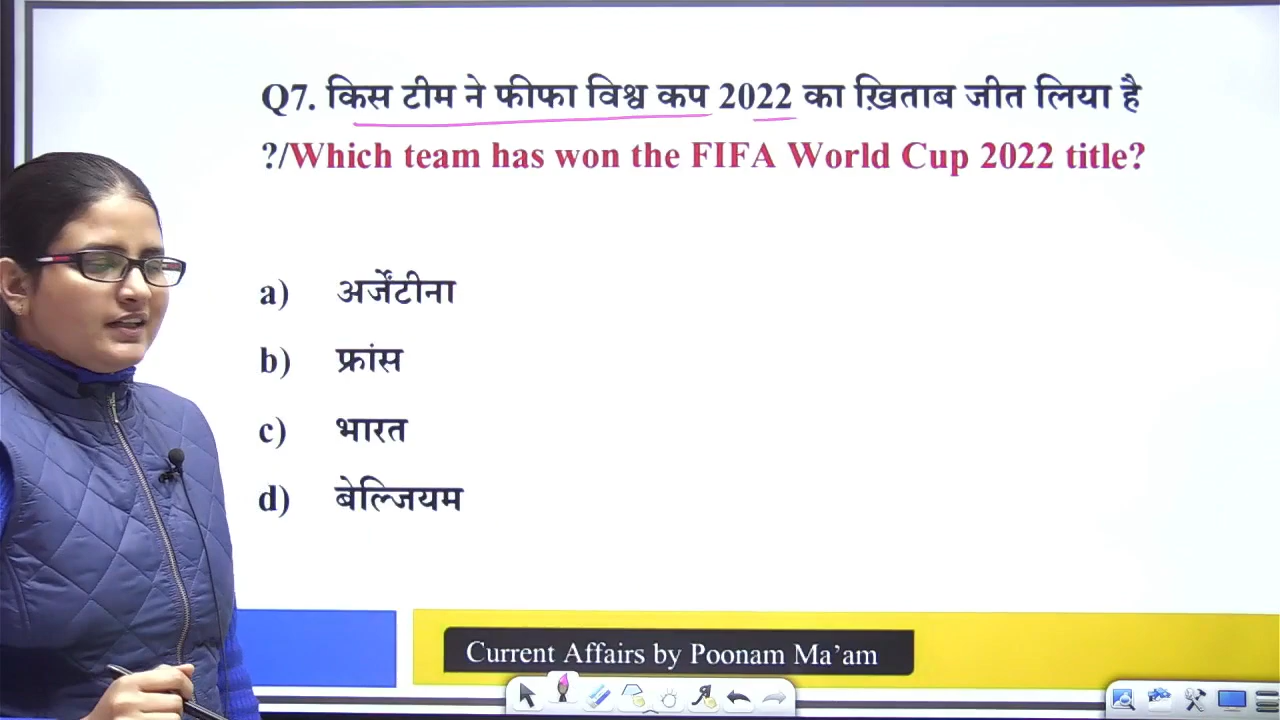 Q7. किस टीम ने फीफा विश्व कप 2022 का ख़िताब जीत लिया है
?/Which team has won the FIFA World Cup 2022 title?
a) अर्जेंटीना
b) फ्रांस
c) भारत
d) बेल्जियम
Current Affairs by Poonam Ma’am